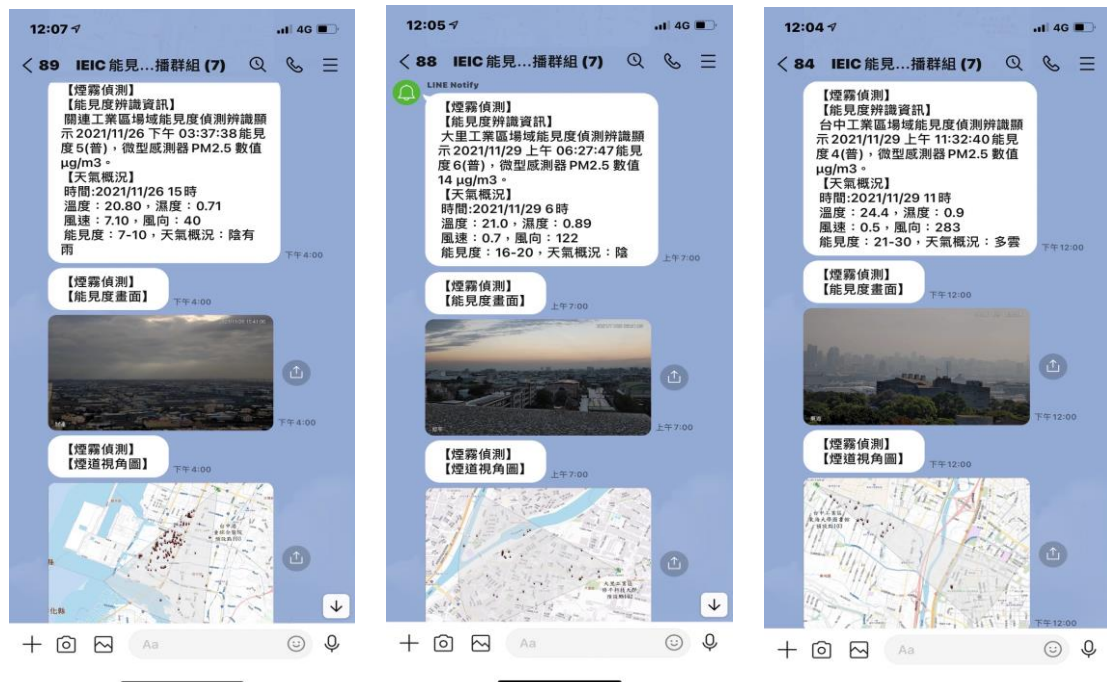 12:07
4G
89 IEIC 能見...播群組 (7)
【煙霧偵測】
【能見度辨識資訊】
關連工業區場域能見度偵測辨識顯
示 2021/11/26 下午 03:37:38 能見
度 5(普)，微型感測器 PM2.5 數值
μg/m3。
【天氣概況】
時間:2021/11/26 15時
溫度：20.80，濕度：0.71
風速：7.10，風向：40
能見度：7-10，天氣概況：陰有
雨
下午4:00
【煙霧偵測】
【能見度畫面】
下午4:00
下午4:00
【煙霧偵測】
【煙道視角圖】
下午4:00
Aa
12:05
4G
88 IEIC 能見...播群組 (7)
LINE Notify
【煙霧偵測】
【能見度辨識資訊】
大里工業區場域能見度偵測辨識顯
示 2021/11/29 上午 06:27:47 能見
度 6(普)，微型感測器 PM2.5 數值
14 μg/m3。
【天氣概況】
時間:2021/11/29 6時
溫度：21.0，濕度：0.89
風速：0.7，風向：122
能見度：16-20，天氣概況：陰
上午7:00
【煙霧偵測】
【能見度畫面】
上午7:00
上午7:00
【煙霧偵測】
【煙道視角圖】
上午7:00
Aa
12:04
4G
84 IEIC 能見...播群組 (7)
【煙霧偵測】
【能見度辨識資訊】
台中工業區場域能見度偵測辨識顯
示 2021/11/29 上午 11:32:40 能見
度 4(普)，微型感測器 PM2.5 數值
μg/m3。
【天氣概況】
時間:2021/11/29 11時
溫度：24.4，濕度：0.9
風速：0.5，風向：283
能見度：21-30，天氣概況：多雲
下午12:00
【煙霧偵測】
【能見度畫面】
下午12:00
下午12:00
【煙霧偵測】
【煙道視角圖】
下午12:00
下午12:00
Aa